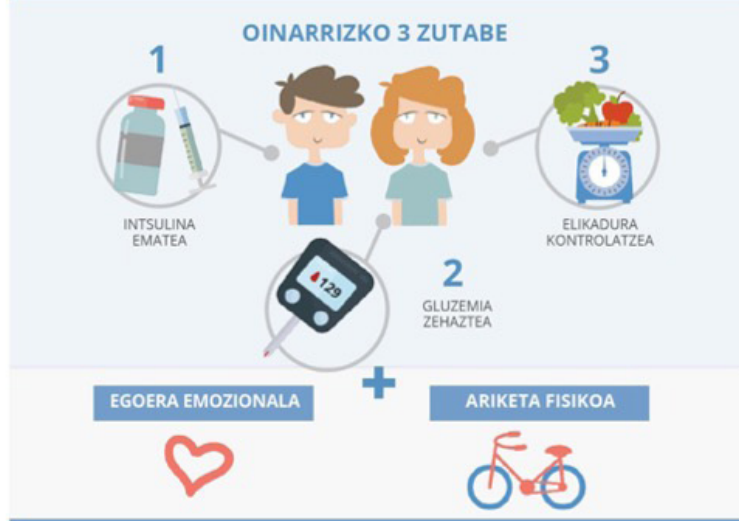 OINARRIZKO 3 ZUTABE
1
INTSULINA
EMATEA
129
2
GLUZEMIA
ZEHAZTEA
3
ELIKADURA
KONTROLATZEA
+
EGOERA EMOZIONALA
ARIKETA FISIKOA